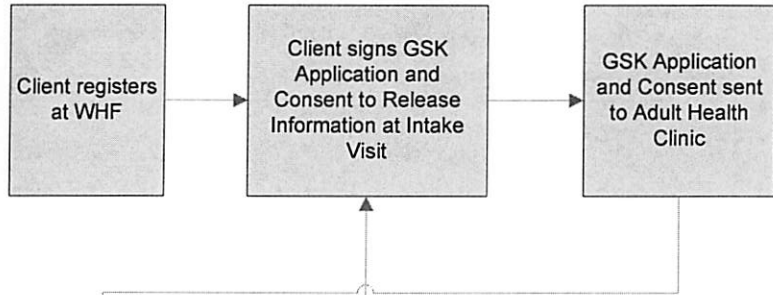 Client registers
at WHF
Client signs GSK
Application and
Consent to Release
Information at Intake
Visit
GSK Application
and Consent sent
to Adult Health
Clinic